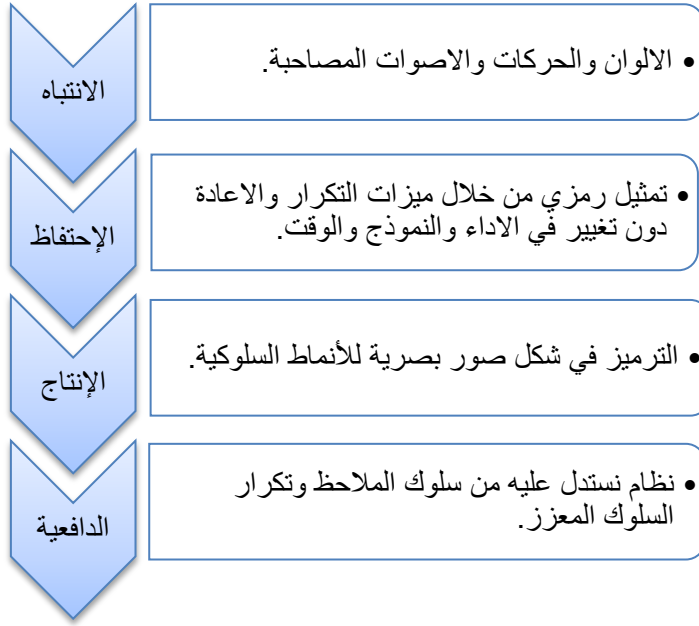 الانتباه
• الالوان والحركات والاصوات المصاحبة.
الإحتفاظ
• تمثيل رمزي من خلال ميزات التكرار والاعادة
دون تغيير في الاداء والنموذج والوقت.
الإنتاج
• الترميز في شكل صور بصرية للأنماط السلوكية.
الدافعية
• نظام نستدل عليه من سلوك الملاحظ وتكرار
السلوك المعزز.